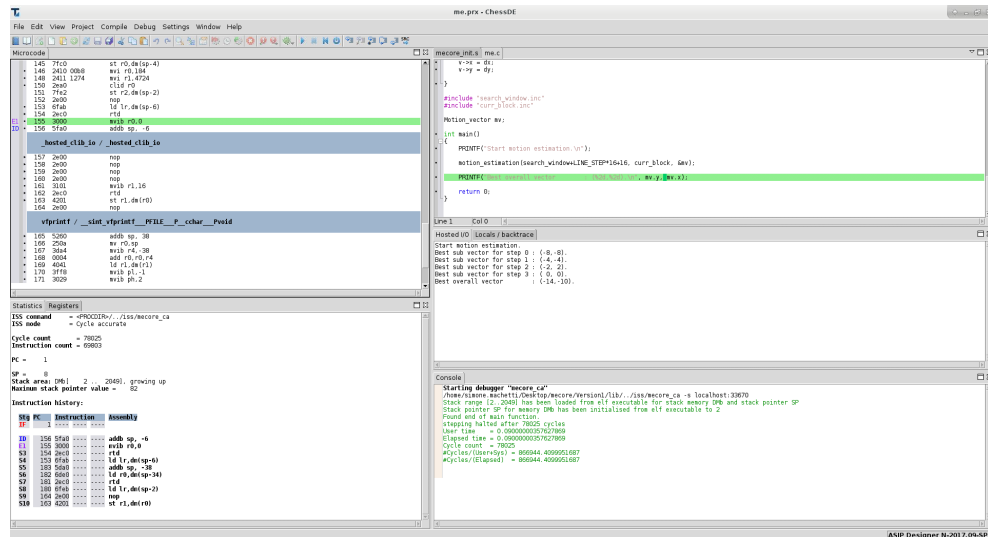 me.prx - ChessDE
File Edit View Project Compile Debug Settings Window Help
Microcode
145 7fc0 st r0,dm(sp-4)
146 2410 00b8 mvi r0,184
148 2411 1274 mvi r1,4724
150 2ea0 clid r0
151 7fe2 st r2,dm(sp-2)
152 2e00 nop
153 6fab ld lr,dm(sp-6)
154 2ec0 rtd
E1 155 3000 mvib r0,0
ID 156 5fa0 addb sp, -6
_hosted_clib_io / _hosted_clib_io
157 2e00 nop
158 2e00 nop
159 2e00 nop
160 2e00 nop
161 3101 mvib r1,16
162 2ec0 rtd
163 4201 st r1,dm(r0)
164 2e00 nop
vfprintf / __sint_vfprintf__PFILE__P__cchar__Pvoid
165 5260 addb sp, 38
166 250a mv r0,sp
167 3da4 mvib r4,-38
168 0004 add r0,r0,r4
169 4041 ld r1,dm(r1)
170 3ff8 mvib pl,-1
171 3029 mvib ph,2
mecore_init.s me.c
v->x = dx;
v->y = dy;
}
#include "search_window.inc"
#include "curr_block.inc"
Motion_vector mv;
int main()
{
PRINTF("Start motion estimation.\n");
motion_estimation(search_window+LINE_STEP*16+16, curr_block, &mv);
PRINTF("Best overall vector : (%2d,%2d).\n", mv.y, mv.x);
return 0;
}
Line 1 Col 0
Hosted I/O Locals / backtrace
Start motion estimation.
Best sub vector for step 0 : (-8,-8).
Best sub vector for step 1 : (-4,-4).
Best sub vector for step 2 : (-2, 2).
Best sub vector for step 3 : ( 0, 0).
Best overall vector : (-14,-10).
Statistics Registers
ISS command = <PROCDIR>/../iss/mecore_ca
ISS mode = Cycle accurate
Cycle count = 78025
Instruction count = 69803
PC = 1
SP = 8
Stack area: DMb[ 2 .. 2049], growing up
Maximum stack pointer value = 82
Instruction history:
Stg PC Instruction Assembly
IF 1 ---- ---- ----
ID 156 5fa0 ---- ---- addb sp, -6
E1 155 3000 ---- ---- mvib r0,0
S3 154 2ec0 ---- ---- rtd
S4 153 6fab ---- ---- ld lr,dm(sp-6)
S5 183 5da0 ---- ---- addb sp, -38
S6 182 6de0 ---- ---- ld r0,dm(sp-34)
S7 181 2ec0 ---- ---- rtd
S8 180 6feb ---- ---- ld lr,dm(sp-2)
S9 164 2e00 ---- ---- nop
S10 163 4201 ---- ---- st r1,dm(r0)
Console
Starting debugger "mecore_ca"
/home/simone.machetti/Desktop/mecore/Version1/lib/../iss/mecore_ca -s localhost:33670
Stack range [2..2049] has been loaded from elf executable for stack memory DMb and stack pointer SP
Stack pointer SP for memory DMb has been initialised from elf executable to 2
Found end of main function.
stepping halted after 78025 cycles
User time = 0.09000000357627869
Elapsed time = 0.09000000357627869
Cycle count = 78025
#Cycles/(User+Sys) = 866944.4099951687
#Cycles/(Elapsed) = 866944.4099951687
ASIP Designer N-2017.09-SP